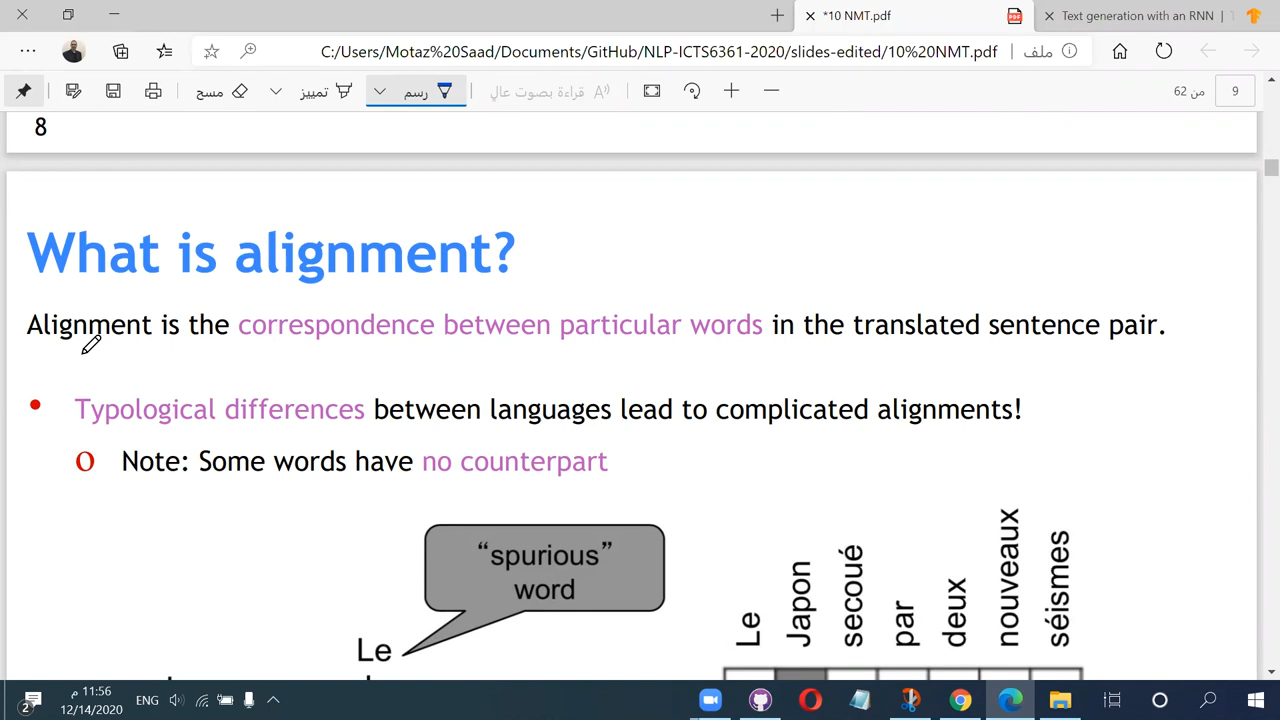 *10 NMT.pdf
Text generation with an RNN | T
C:/Users/Motaz%20Saad/Documents/GitHub/NLP-ICTS6361-2020/slides-edited/10%20NMT.pdf
ملف
مسح
تمييز
رسم
قراءة بصوت عالٍ
من 62
9
8
What is alignment?
Alignment is the correspondence between particular words in the translated sentence pair.
• Typological differences between languages lead to complicated alignments!
o Note: Some words have no counterpart
"spurious"
word
Le
Le
Japon
secoué
par
deux
nouveaux
séismes
2
11:56 م
12/14/2020
ENG